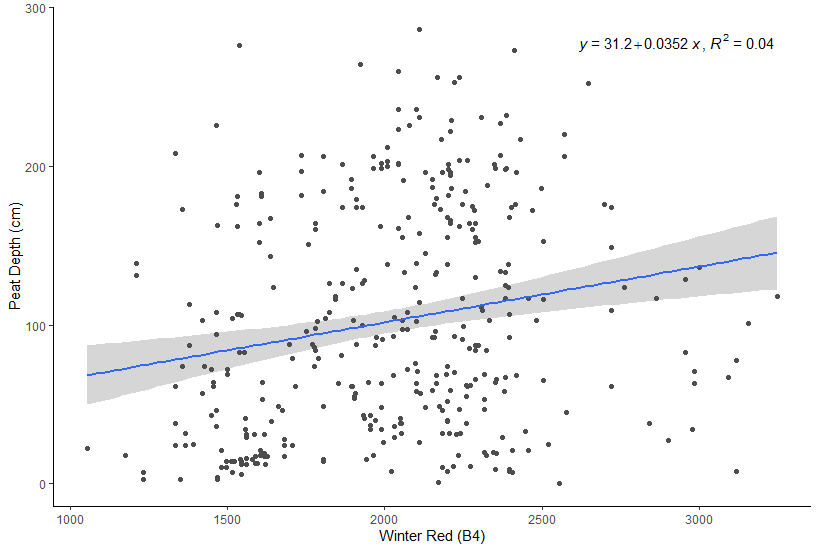 300
y = 31.2+0.0352 x , R² = 0.04
200
100
0
Peat Depth (cm)
1000 1500 2000 2500 3000
Winter Red (B4)